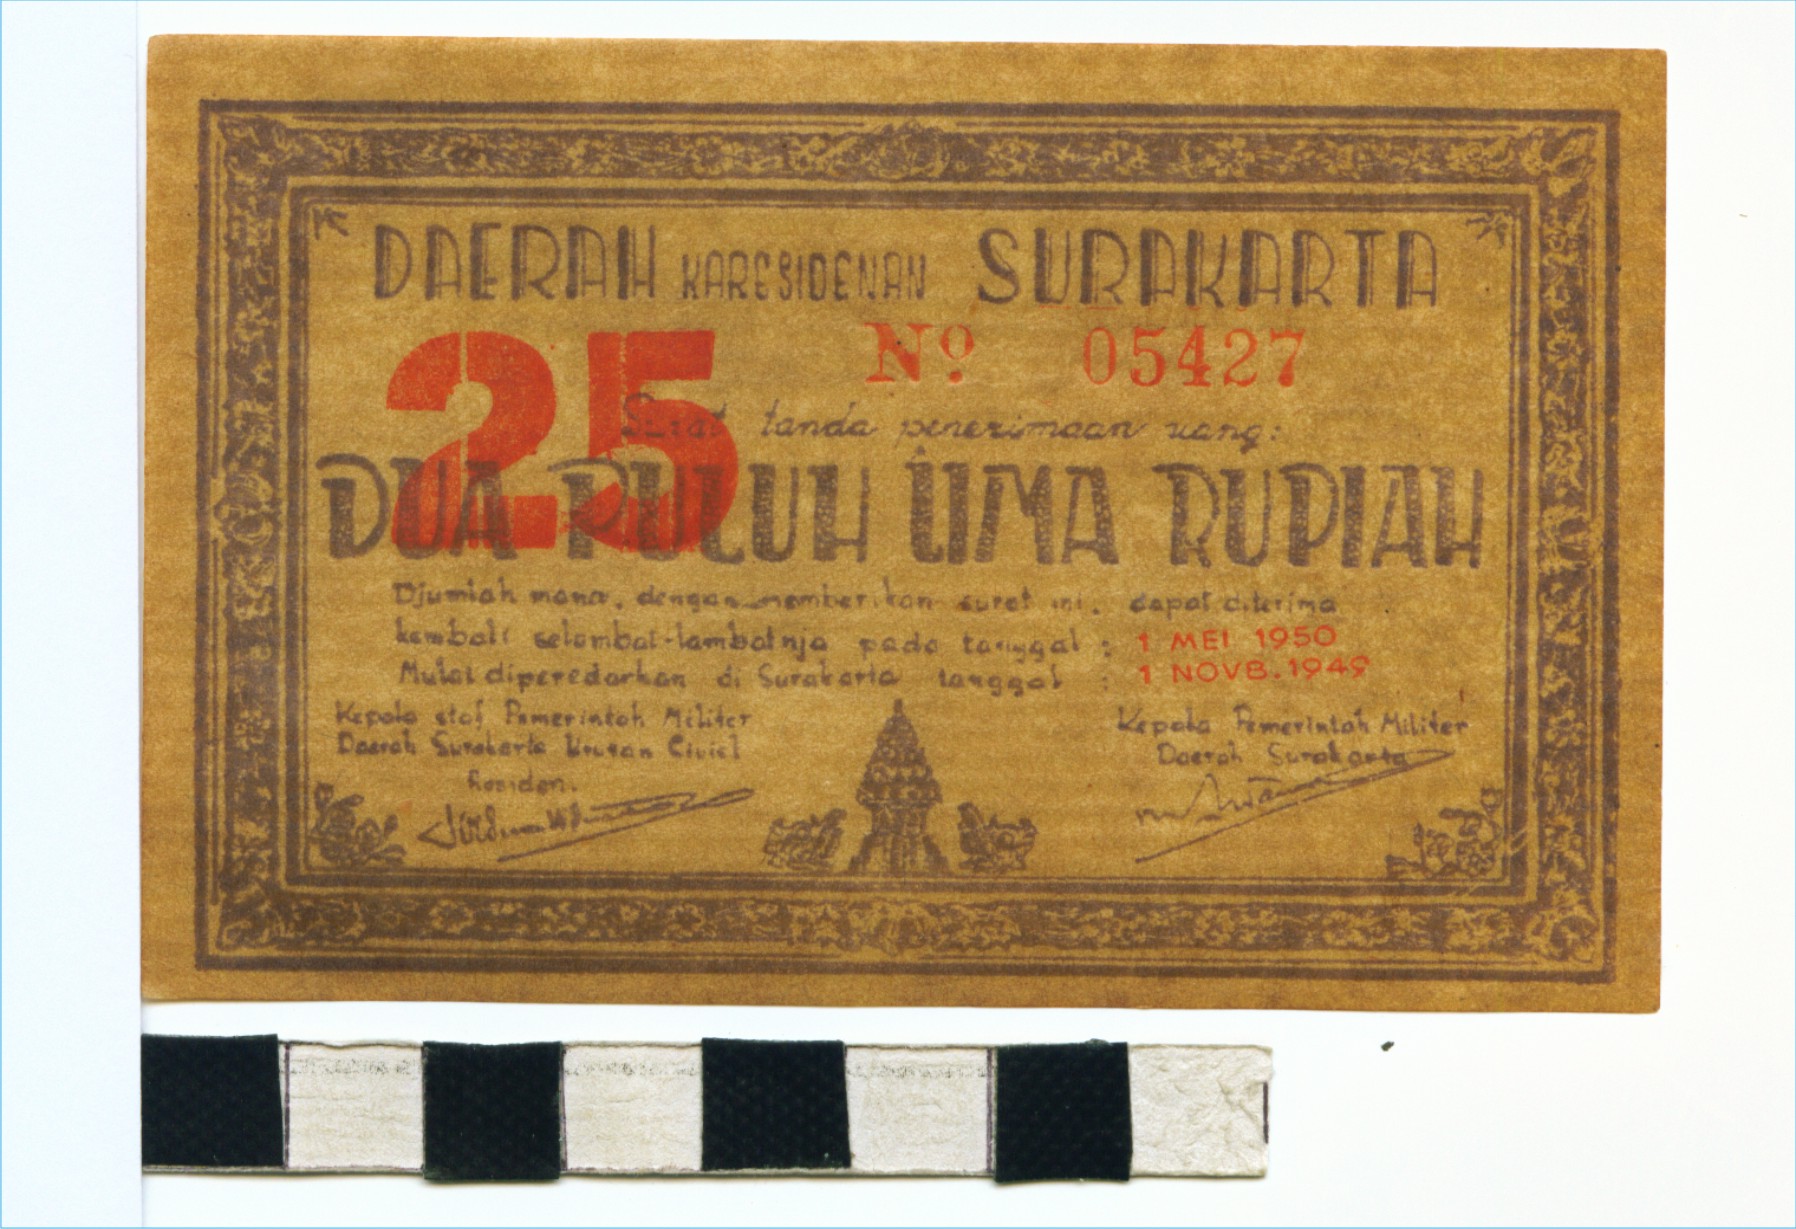 DAERAH KARESIDENAN SURAKARTA
25 No. 05427
Surat tanda penerimaan uang:
DUA PULUH LIMA RUPIAH
Djumlah mana, dengan memberikan surat ini, dapat diterima
kembali selambat-lambatnja pada tanggal : 1 MEI 1950
Mulai diperedarkan di Surakarta tanggal : 1 NOVB. 1949
Kepala staf Pemerintah Militer
Daerah Surakarta Urusan Civiel
Residen.
Kepala Pemerintah Militer
Daerah Surakarta